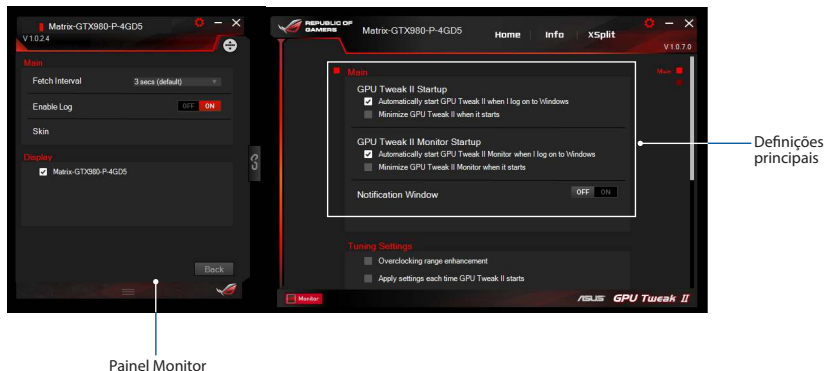 Matrix-GTX980-P-4GD5
V 1.0.2.4
Main
Fetch Interval 3 secs (default)
Enable Log OFF ON
Skin
Display
Matrix-GTX980-P-4GD5
Back
REPUBLIC OF
GAMERS
Matrix-GTX980-P-4GD5 Home Info XSplit
V 1.0.7.0
Main Main
GPU Tweak II Startup
Automatically start GPU Tweak II when I log on to Windows
Minimize GPU Tweak II when it starts
GPU Tweak II Monitor Startup
Automatically start GPU Tweak II Monitor when I log on to Windows
Minimize GPU Tweak II Monitor when it starts
Notification Window OFF ON
Tuning Settings
Overclocking range enhancement
Apply settings each time GPU Tweak II starts
Monitor ASUS GPU Tweak II
Definições
principais
Painel Monitor